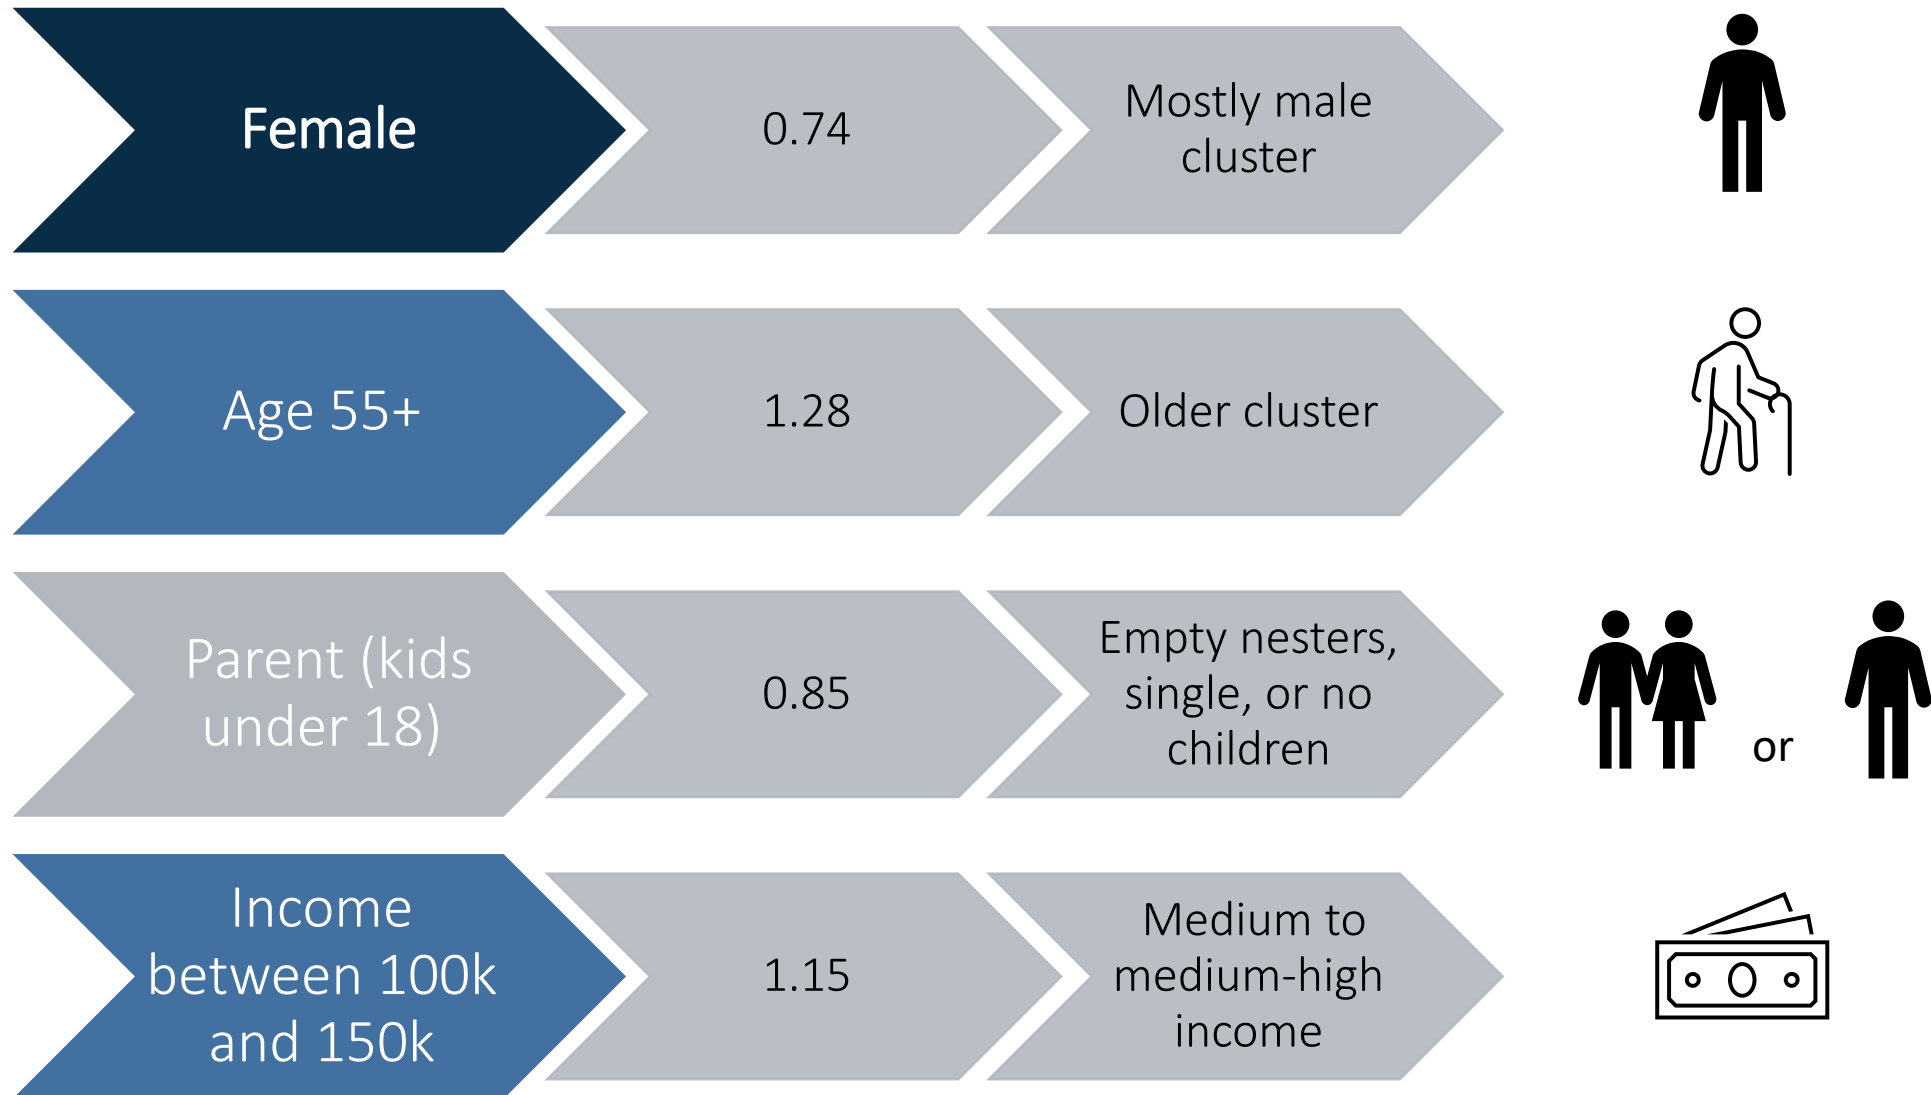 Female
0.74
Mostly male
cluster
Age 55+
1.28
Older cluster
Parent (kids
under 18)
0.85
Empty nesters,
single, or no
children
or
Income
between 100k
and 150k
1.15
Medium to
medium-high
income